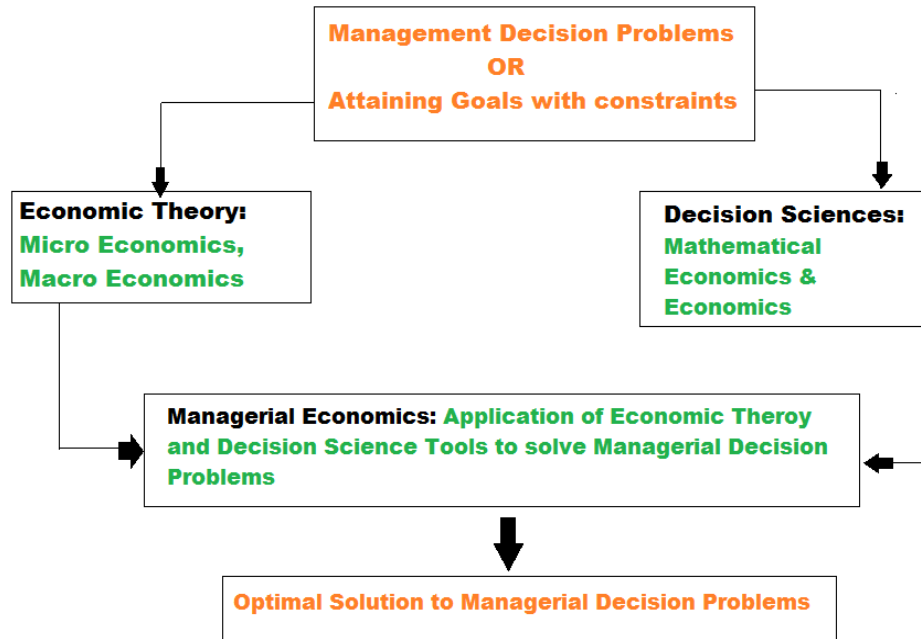 Management Decision Problems
OR
Attaining Goals with constraints
Economic Theory:
Micro Economics,
Macro Economics
Decision Sciences:
Mathematical
Economics &
Economics
Managerial Economics: Application of Economic Theroy
and Decision Science Tools to solve Managerial Decision
Problems
Optimal Solution to Managerial Decision Problems